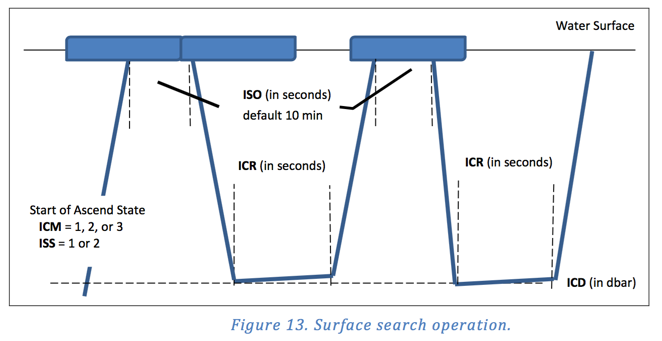 Water Surface
ISO (in seconds)
default 10 min
ICR (in seconds)
ICR (in seconds)
Start of Ascend State
ICM = 1, 2, or 3
ISS = 1 or 2
ICD (in dbar)
Figure 13. Surface search operation.